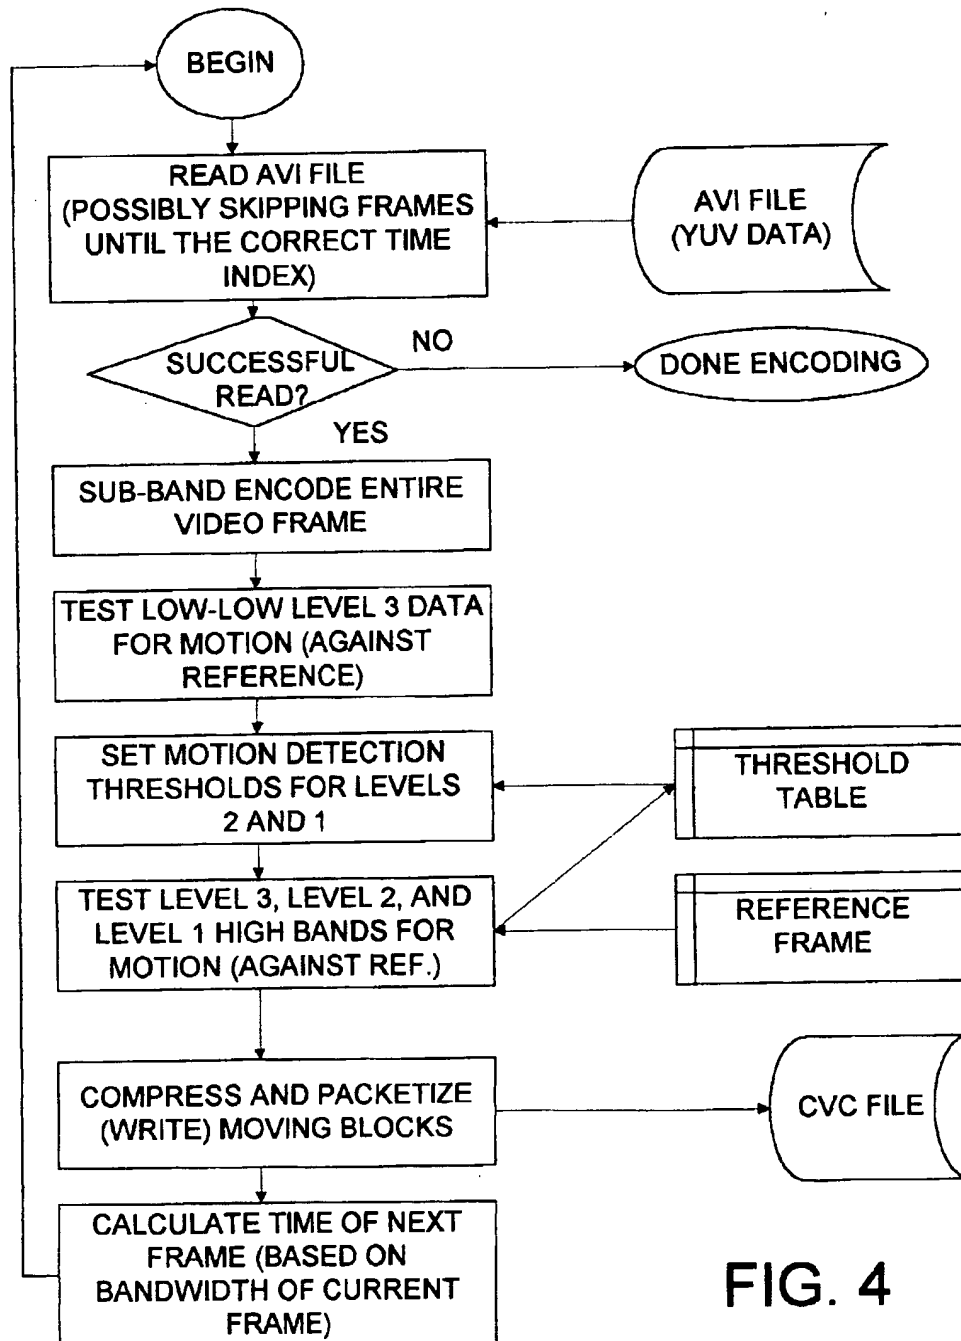 BEGIN
READ AVI FILE
(POSSIBLY SKIPPING FRAMES
UNTIL THE CORRECT TIME
INDEX)
AVI FILE
(YUV DATA)
SUCCESSFUL
READ?
NO
DONE ENCODING
YES
SUB-BAND ENCODE ENTIRE
VIDEO FRAME
TEST LOW-LOW LEVEL 3 DATA
FOR MOTION (AGAINST
REFERENCE)
SET MOTION DETECTION
THRESHOLDS FOR LEVELS
2 AND 1
THRESHOLD
TABLE
TEST LEVEL 3, LEVEL 2, AND
LEVEL 1 HIGH BANDS FOR
MOTION (AGAINST REF.)
REFERENCE
FRAME
COMPRESS AND PACKETIZE
(WRITE) MOVING BLOCKS
CVC FILE
CALCULATE TIME OF NEXT
FRAME (BASED ON
BANDWIDTH OF CURRENT
FRAME)
FIG. 4